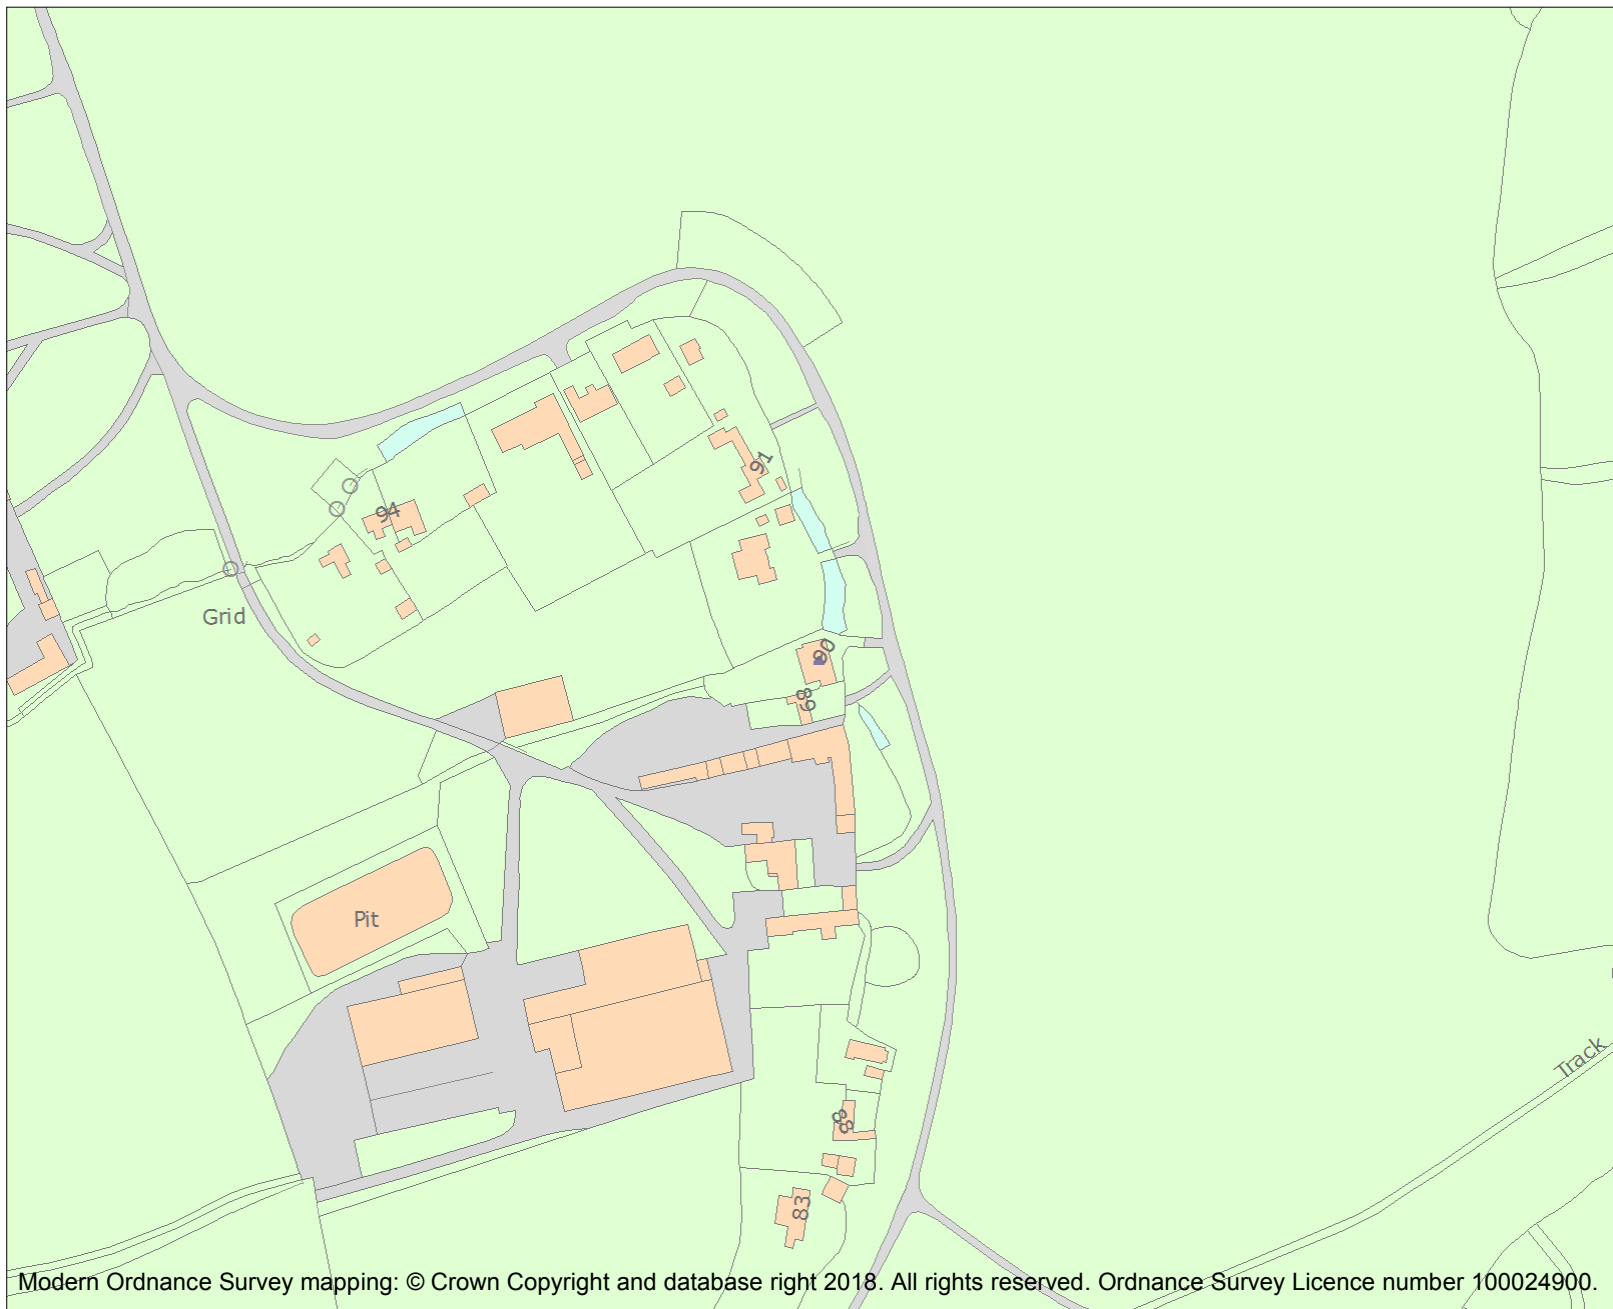 91
94
Grid
90
89
Pit
Track
88
83
Modern Ordnance Survey mapping: © Crown Copyright and database right 2018. All rights reserved. Ordnance Survey Licence number 100024900.